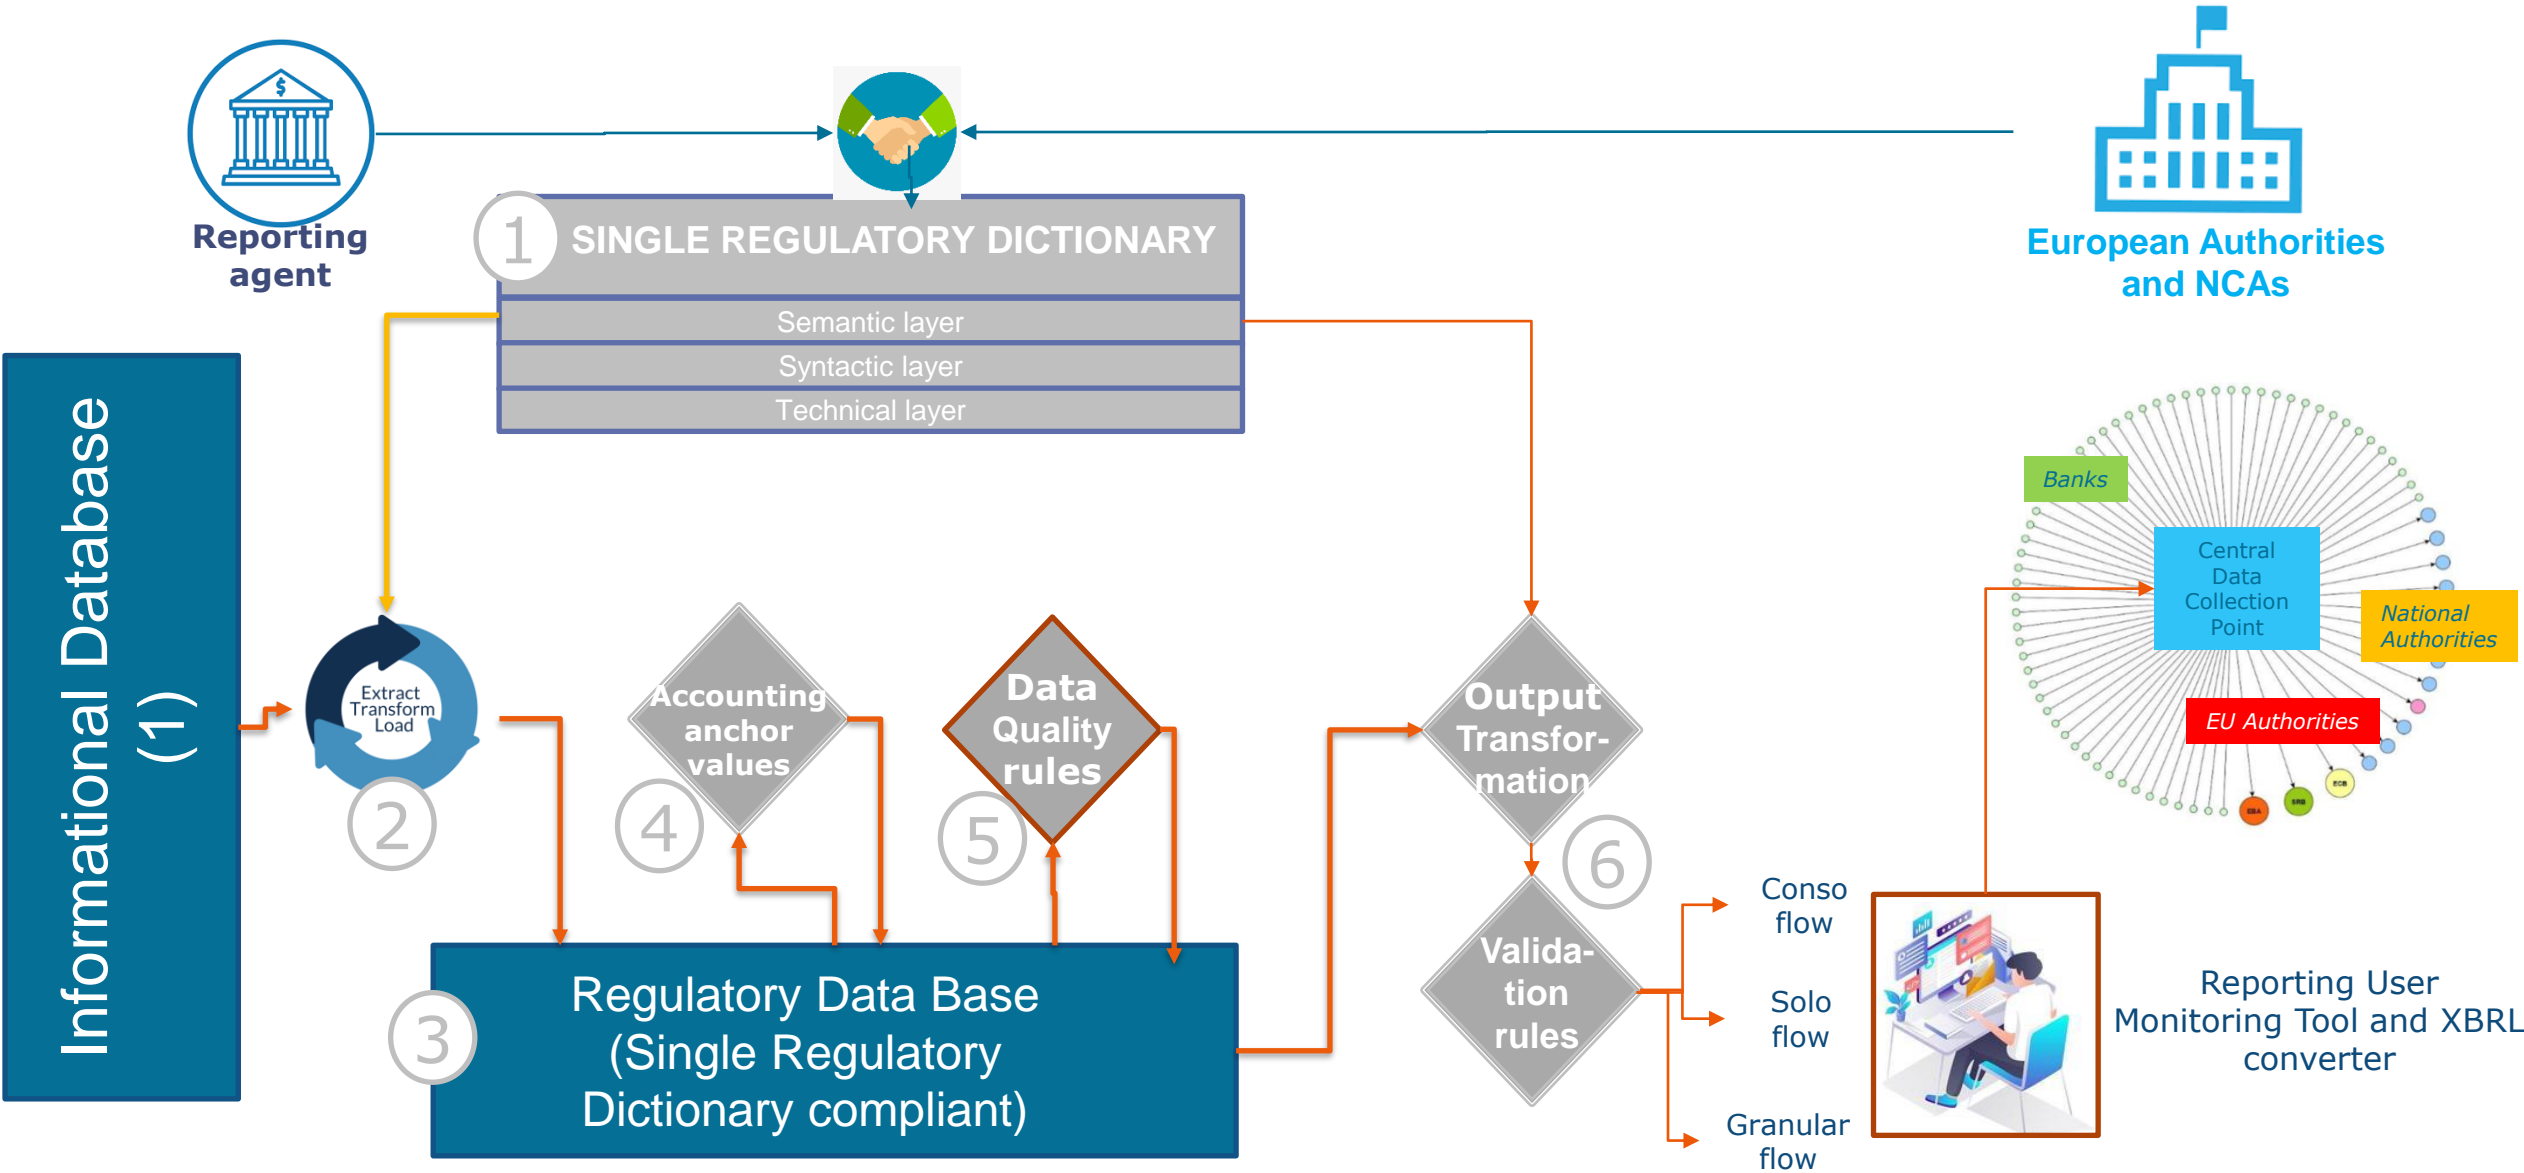 $
Reporting
agent
European Authorities
and NCAs
1
SINGLE REGULATORY DICTIONARY
Semantic layer
Syntactic layer
Technical layer
Informational Database
(1)
Extract
Transform
Load
2
Accounting
anchor
values
4
Data
Quality
rules
5
Output
Transfor-
mation
6
Valida-
tion
rules
3
Regulatory Data Base
(Single Regulatory
Dictionary compliant)
Conso
flow
Solo
flow
Granular
flow
Banks
Central
Data
Collection
Point
National
Authorities
EU Authorities
EBA
SRB
ECB
Reporting User
Monitoring Tool and XBRL
converter